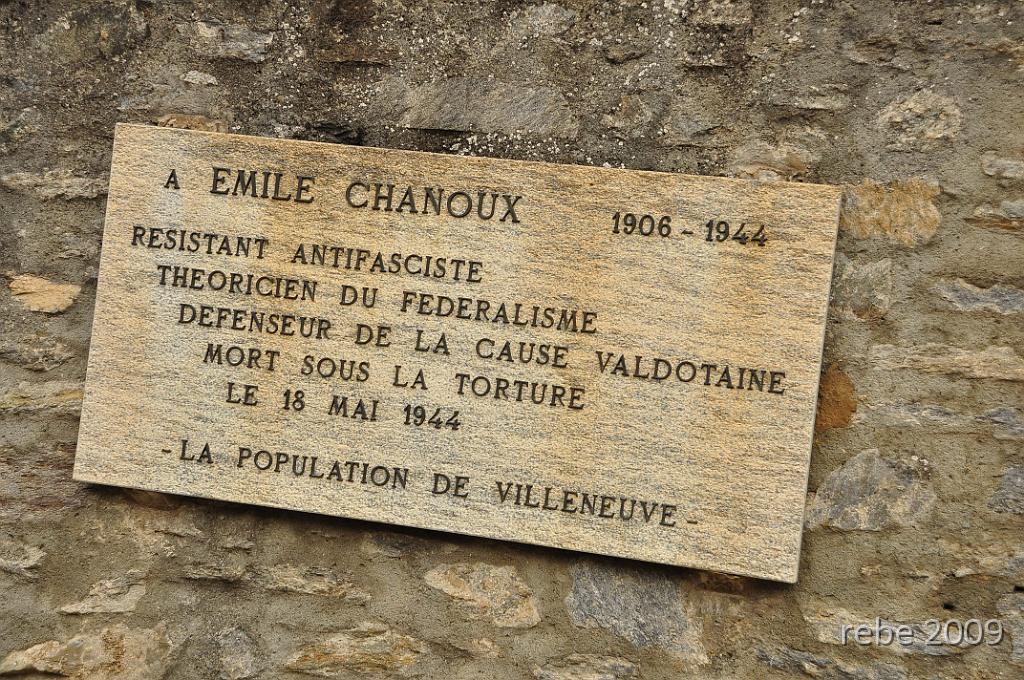 A EMILE CHANOUX 1906 - 1944
RESISTANT ANTIFASCISTE
THEORICIEN DU FEDERALISME
DEFENSEUR DE LA CAUSE VALDOTAINE
MORT SOUS LA TORTURE
LE 18 MAI 1944
- LA POPULATION DE VILLENEUVE -
rebe 2009